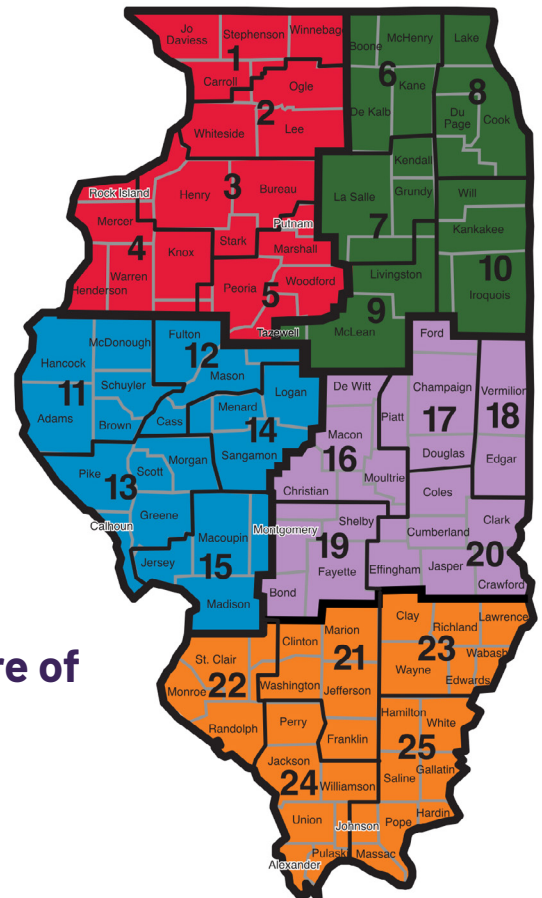 Jo
Daviess
Stephenson
Winnebag
1
Carroll
Ogle
2
Whiteside
Lee
Boone
McHenry
Lake
6
Kane
De Kalb
8
Du
Page
Cook
Kendall
Rock Island
Henry
3
Bureau
Putnam
Mercer
4
Knox
Stark
Marshall
Warren
Henderson
Peoria
5
Woodford
Tazewell
La Salle
Grundy
7
Will
Kankakee
Livingston
10
Iroquois
9
McLean
McDonough
Fulton
12
Hancock
Mason
11
Schuyler
Logan
Adams
Brown
Cass
Menard
14
Sangamon
Pike
13
Scott
Morgan
Greene
Calhoun
Macoupin
Jersey
15
Madison
Ford
De Witt
Champaign
Vermilion
Piatt
17
18
Macon
16
Douglas
Edgar
Moultrie
Christian
Coles
Montgomery
Shelby
Clark
Cumberland
19
Fayette
Effingham
Jasper
20
Crawford
Bond
re of
Clinton
Marion
Clay
Richland
Lawrence
St. Clair
21
23
Wabash
Washington
Wayne
Edwards
Monroe
22
Jefferson
Randolph
Perry
Franklin
Hamilton
White
25
Jackson
24
Williamson
Saline
Gallatin
Union
Johnson
Pope
Hardin
Alexander
Pulaski
Massac